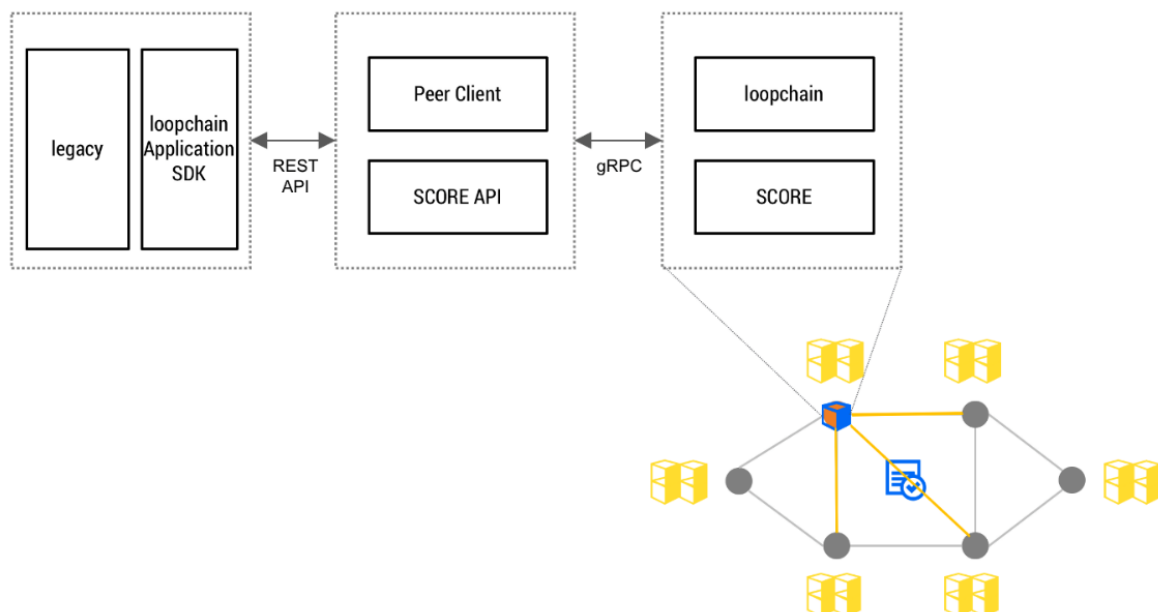 legacy
loopchain
Application
SDK
REST
API
Peer Client
SCORE API
gRPC
loopchain
SCORE